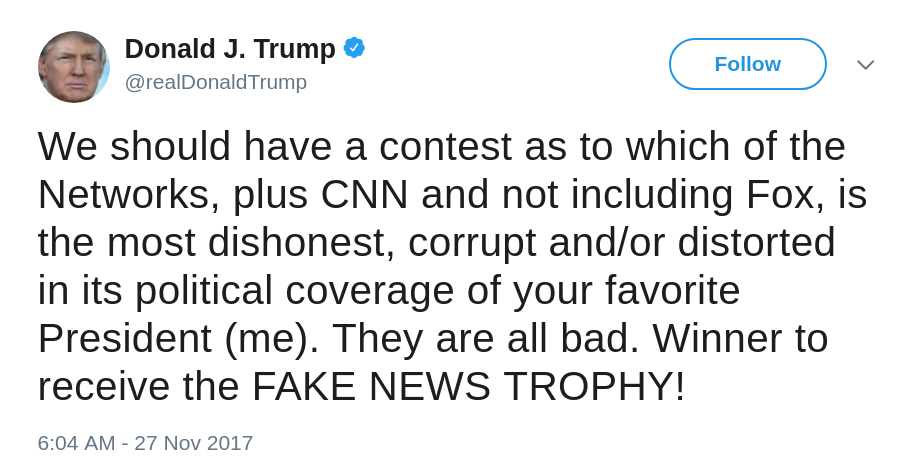 Donald J. Trump
@realDonaldTrump
Follow
We should have a contest as to which of the
Networks, plus CNN and not including Fox, is
the most dishonest, corrupt and/or distorted
in its political coverage of your favorite
President (me). They are all bad. Winner to
receive the FAKE NEWS TROPHY!
6:04 AM - 27 Nov 2017